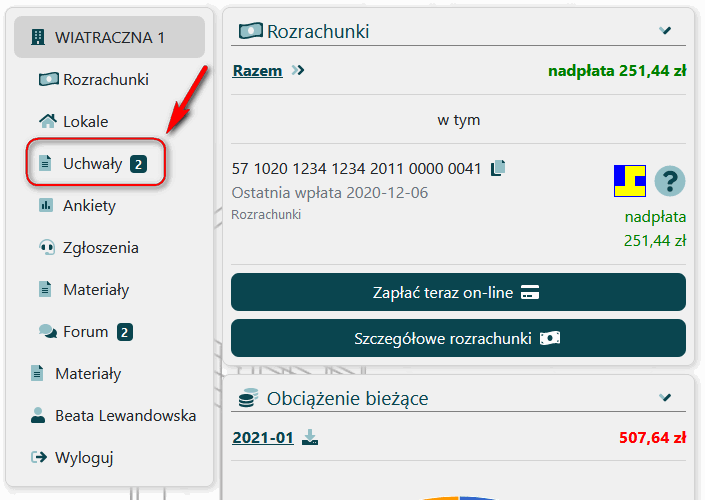 WIATRACZNA 1
Rozrachunki
Lokale
Uchwały 2
Ankiety
Zgłoszenia
Materiały
Forum 2
Materiały
Beata Lewandowska
Wyloguj
Rozrachunki
Razem nadpłata 251,44 zł
w tym
57 1020 1234 1234 2011 0000 0041
Ostatnia wpłata 2020-12-06
Rozrachunki
?
nadpłata
251,44 zł
Zapłać teraz on-line
Szczegółowe rozrachunki
Obciążenie bieżące
2021-01 507,64 zł